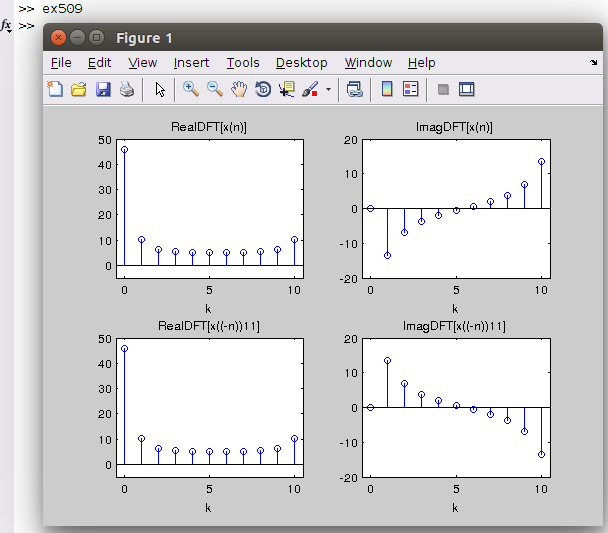 >> ex509
fx >>
Figure 1
File Edit View Insert Tools Desktop Window Help
RealDFT[x(n)]
50
40
30
20
10
0
0 5 10
k
ImagDFT[x(n)]
20
10
0
-10
-20
0 5 10
k
RealDFT[x((-n))11]
50
40
30
20
10
0
0 5 10
k
ImagDFT[x((-n))11]
20
10
0
-10
-20
0 5 10
k